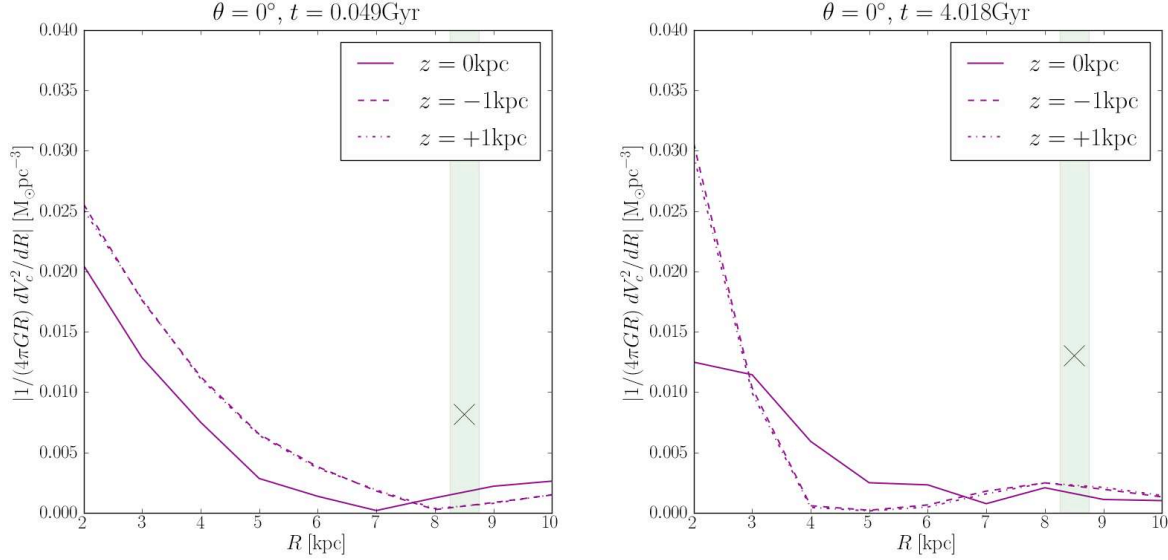 θ = 0°, t = 0.049Gyr
0.040
0.035
0.030
0.025
0.020
0.015
0.010
0.005
0.000
|1/(4πGR) dV_c^2/dR| [M_⊙pc^−3]
z = 0kpc
z = −1kpc
z = +1kpc
2 3 4 5 6 7 8 9 10
R [kpc]
θ = 0°, t = 4.018Gyr
0.040
0.035
0.030
0.025
0.020
0.015
0.010
0.005
0.000
|1/(4πGR) dV_c^2/dR| [M_⊙pc^−3]
z = 0kpc
z = −1kpc
z = +1kpc
2 3 4 5 6 7 8 9 10
R [kpc]